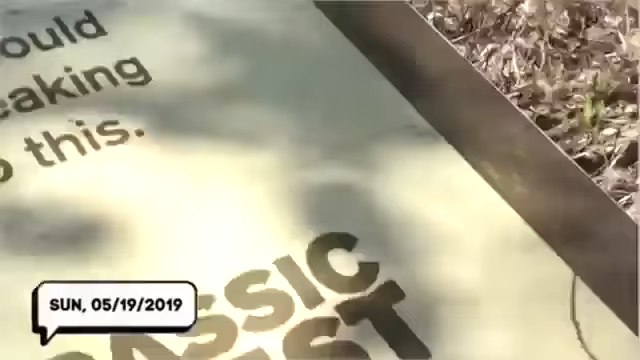 ould
eaking
o this.
ASSIC
ST
SUN, 05/19/2019